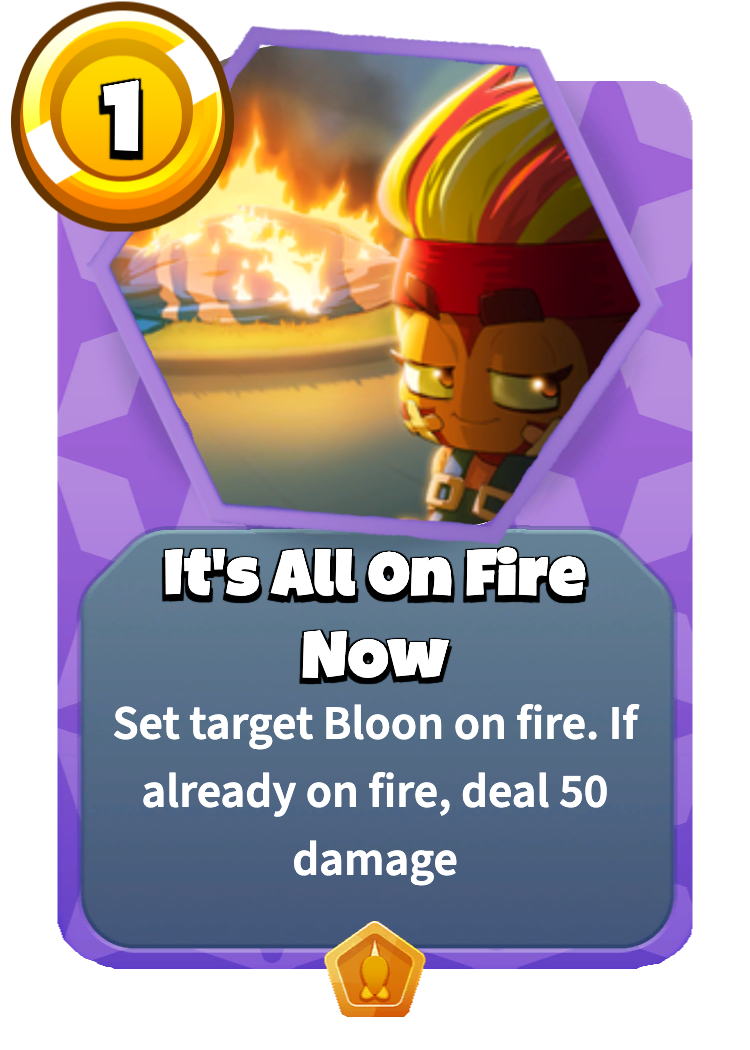 1
It's All On Fire
Now
Set target Bloon on fire. If
already on fire, deal 50
damage